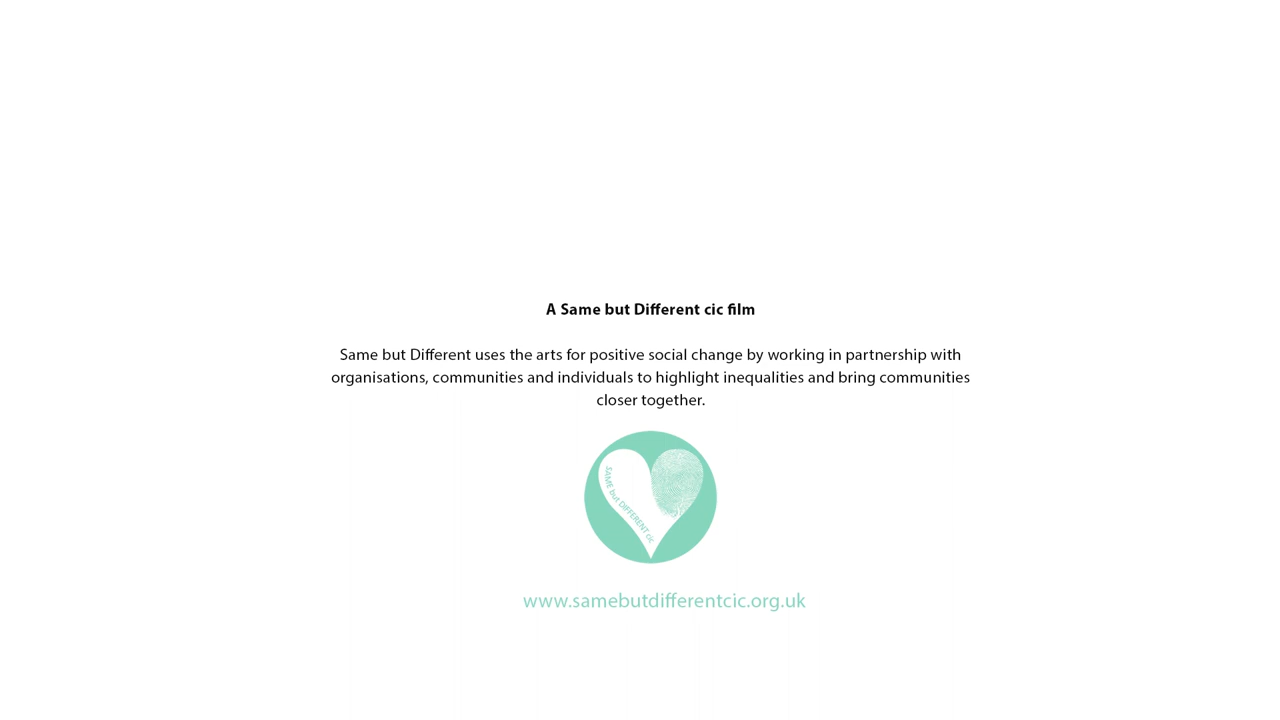 A Same but Different cic film
Same but Different uses the arts for positive social change by working in partnership with
organisations, communities and individuals to highlight inequalities and bring communities
closer together.
SAME but DIFFERENT cic
www.samebutdifferentcic.org.uk